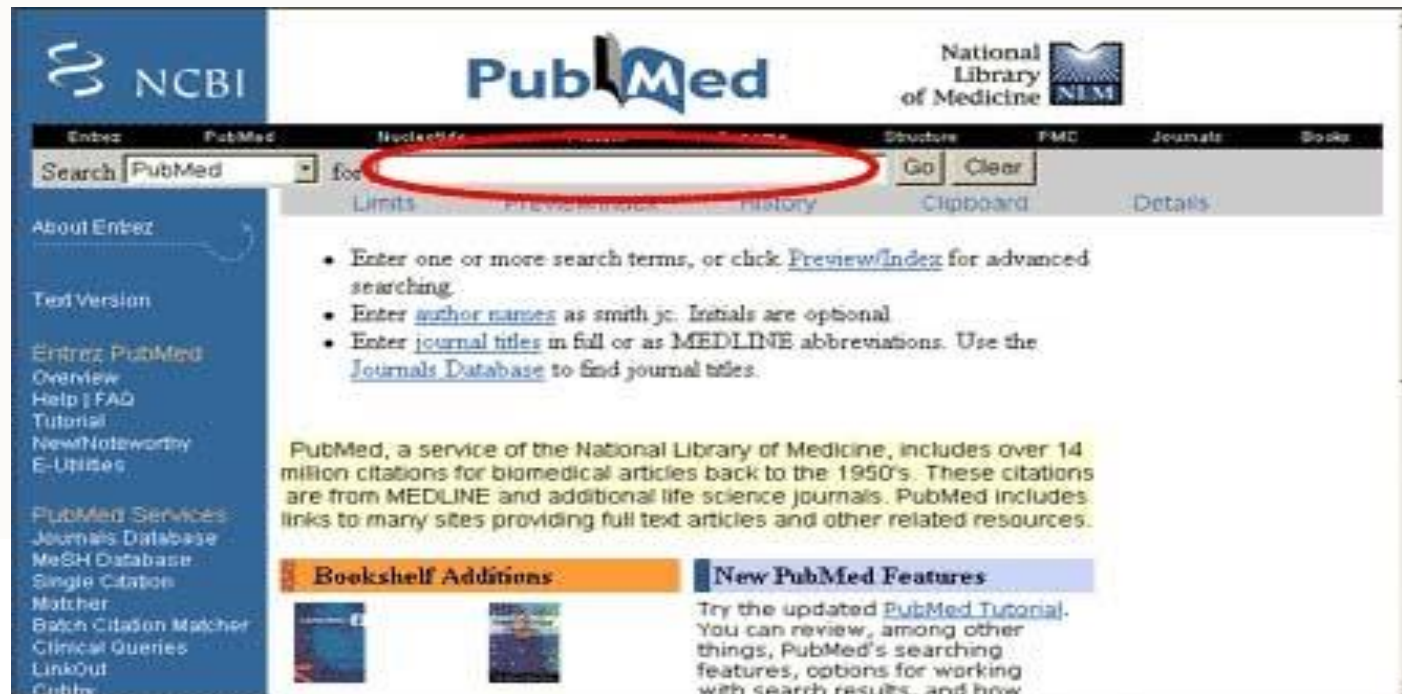 NCBI
PubMed
National
Library
of Medicine NLM
Entrez PubMed Nucleotide Structure PMC Journals Books
Search PubMed for Go Clear
Limits Preview/Index History Clipboard Details
About Entrez
Text Version
Entrez PubMed
Overview
Help | FAQ
Tutorial
New/Noteworthy
E-Utilities
PubMed Services
Journals Database
MeSH Database
Single Citation
Matcher
Batch Citation Matcher
Clinical Queries
LinkOut
Cubby
• Enter one or more search terms, or click Preview/Index for advanced
searching.
• Enter author names as smith jc. Initials are optional.
• Enter journal titles in full or as MEDLINE abbreviations. Use the
Journals Database to find journal titles.
PubMed, a service of the National Library of Medicine, includes over 14
million citations for biomedical articles back to the 1950's. These citations
are from MEDLINE and additional life science journals. PubMed includes
links to many sites providing full text articles and other related resources.
Bookshelf Additions
New PubMed Features
Try the updated PubMed Tutorial.
You can review, among other
things, PubMed's searching
features, options for working
with search results, and how